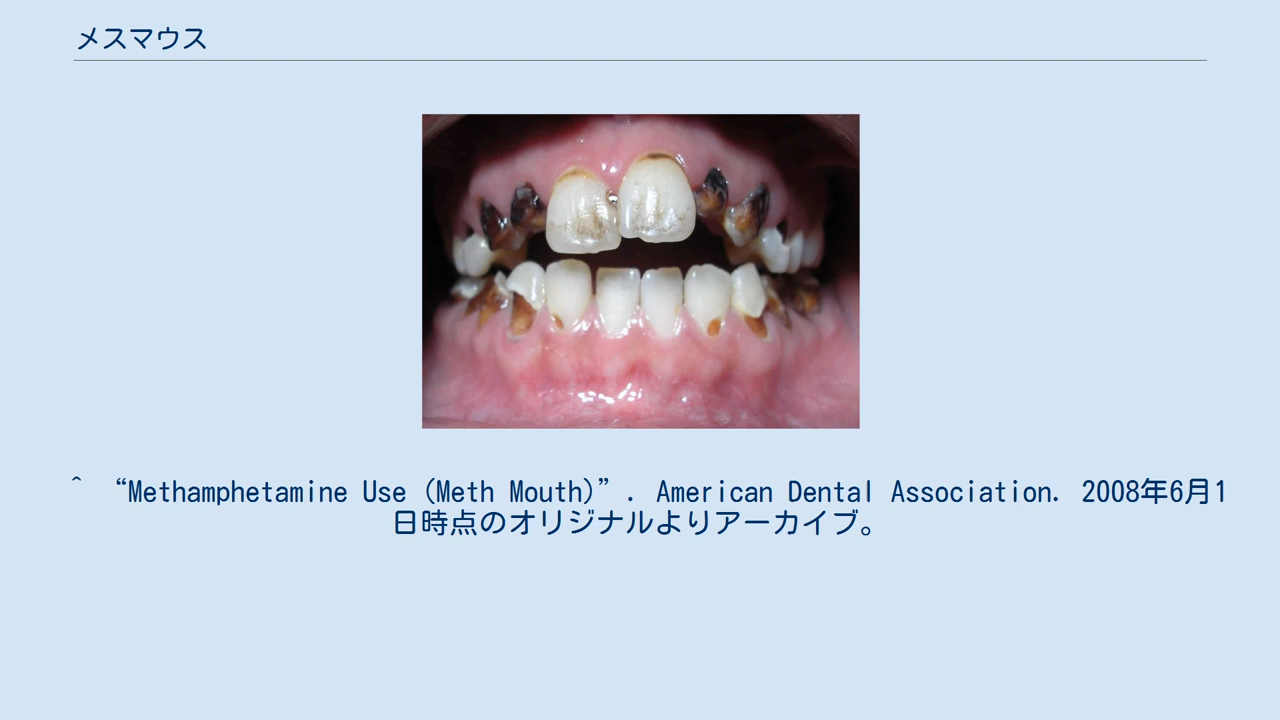 メスマウス
^ “Methamphetamine Use (Meth Mouth)”. American Dental Association. 2008年6月1
日時点のオリジナルよりアーカイブ。